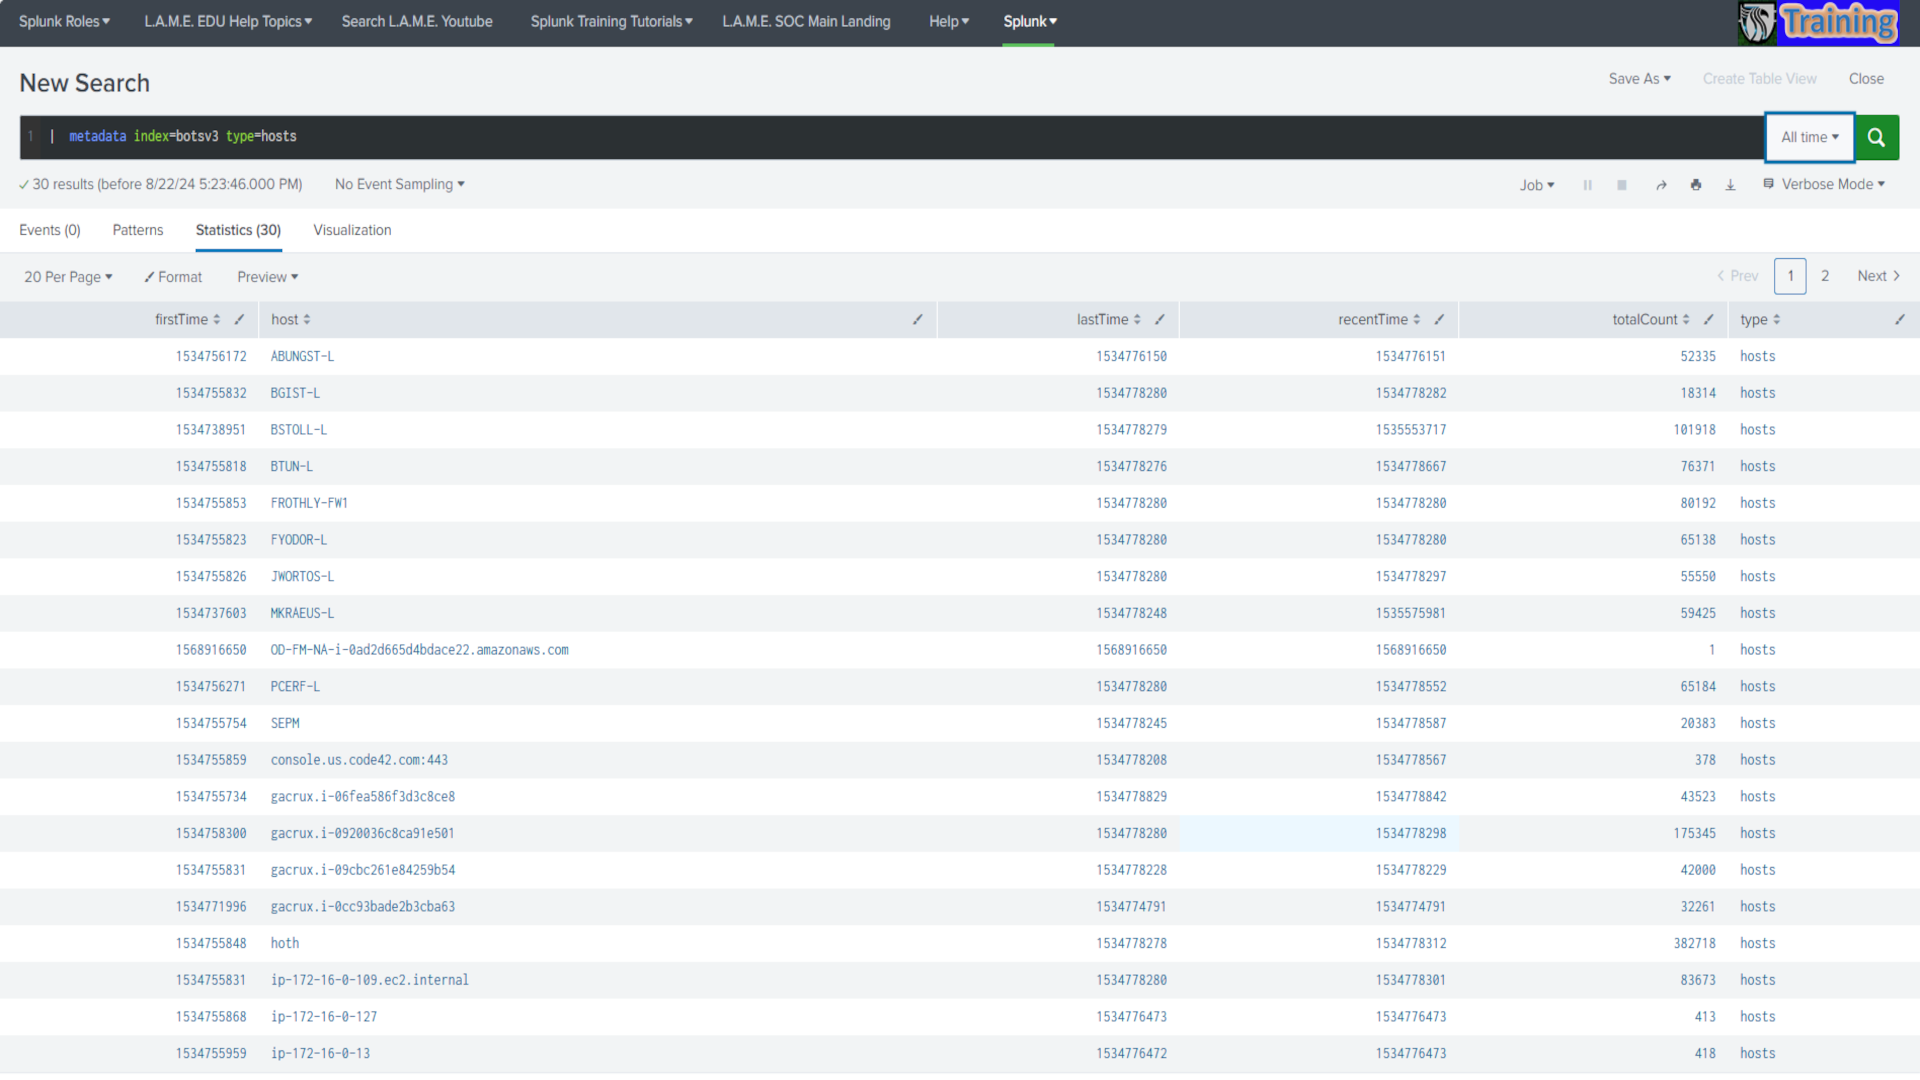 Splunk Roles L.A.M.E. EDU Help Topics Search L.A.M.E. Youtube Splunk Training Tutorials L.A.M.E. SOC Main Landing Help Splunk Training
New Search Save As Create Table View Close
1 | metadata index=botsv3 type=hosts All time
30 results (before 8/22/24 5:23:46.000 PM) No Event Sampling Job Verbose Mode
Events (0) Patterns Statistics (30) Visualization
20 Per Page Format Preview Prev 1 2 Next
firstTime host lastTime recentTime totalCount type
1534756172 ABUNGST-L 1534776150 1534776151 52335 hosts
1534755832 BGIST-L 1534778280 1534778282 18314 hosts
1534738951 BSTOLL-L 1534778279 1535553717 101918 hosts
1534755818 BTUN-L 1534778276 1534778667 76371 hosts
1534755853 FROTHLY-FW1 1534778280 1534778280 80192 hosts
1534755823 FYODOR-L 1534778280 1534778280 65138 hosts
1534755826 JWORTOS-L 1534778280 1534778297 55550 hosts
1534737603 MKRAEUS-L 1534778248 1535575981 59425 hosts
1568916650 OD-FM-NA-i-0ad2d665d4bdace22.amazonaws.com 1568916650 1568916650 1 hosts
1534756271 PCERF-L 1534778280 1534778552 65184 hosts
1534755754 SEPM 1534778245 1534778587 20383 hosts
1534755859 console.us.code42.com:443 1534778208 1534778567 378 hosts
1534755734 gacrux.i-06fea586f3d3c8ce8 1534778829 1534778842 43523 hosts
1534758300 gacrux.i-0920036c8ca91e501 1534778280 1534778298 175345 hosts
1534755831 gacrux.i-09cbc261e84259b54 1534778228 1534778229 42000 hosts
1534771996 gacrux.i-0cc93bade2b3cba63 1534774791 1534774791 32261 hosts
1534755848 hoth 1534778278 1534778312 382718 hosts
1534755831 ip-172-16-0-109.ec2.internal 1534778280 1534778301 83673 hosts
1534755868 ip-172-16-0-127 1534776473 1534776473 413 hosts
1534755959 ip-172-16-0-13 1534776472 1534776473 418 hosts